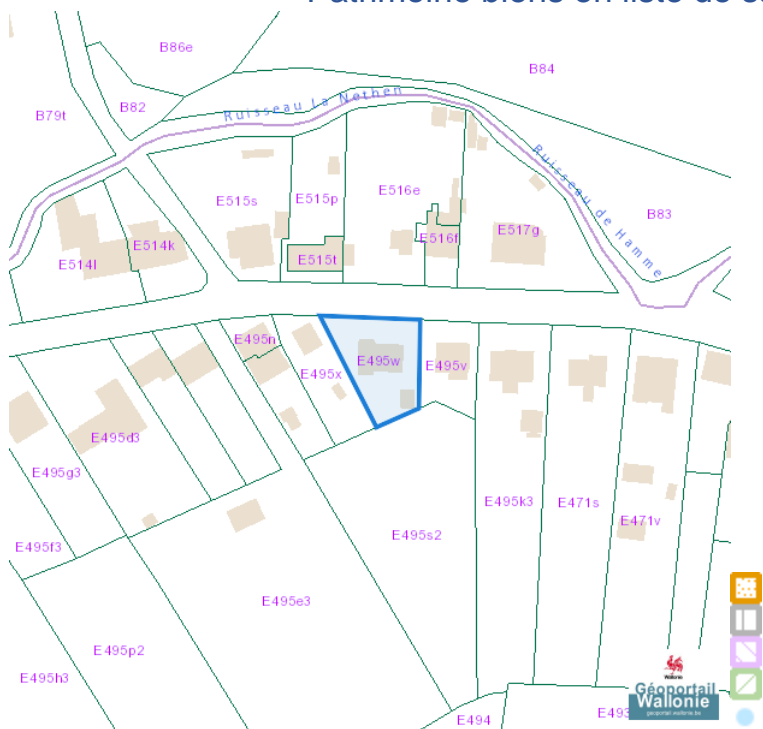 B86e
B84
B79t
B82
Ruisseau La Nothen
Ruisseau de Hamme
B83
E515s
E515p
E516e
E514l
E514k
E515t
E516f
E517g
E495n
E495x
E495w
E495v
E495d3
E495g3
E495k3
E471s
E471v
E495f3
E495s2
E495e3
E495p2
E495h3
E494
E493
Wallonie
Géoportail
Wallonie
geoportail.wallonie.be